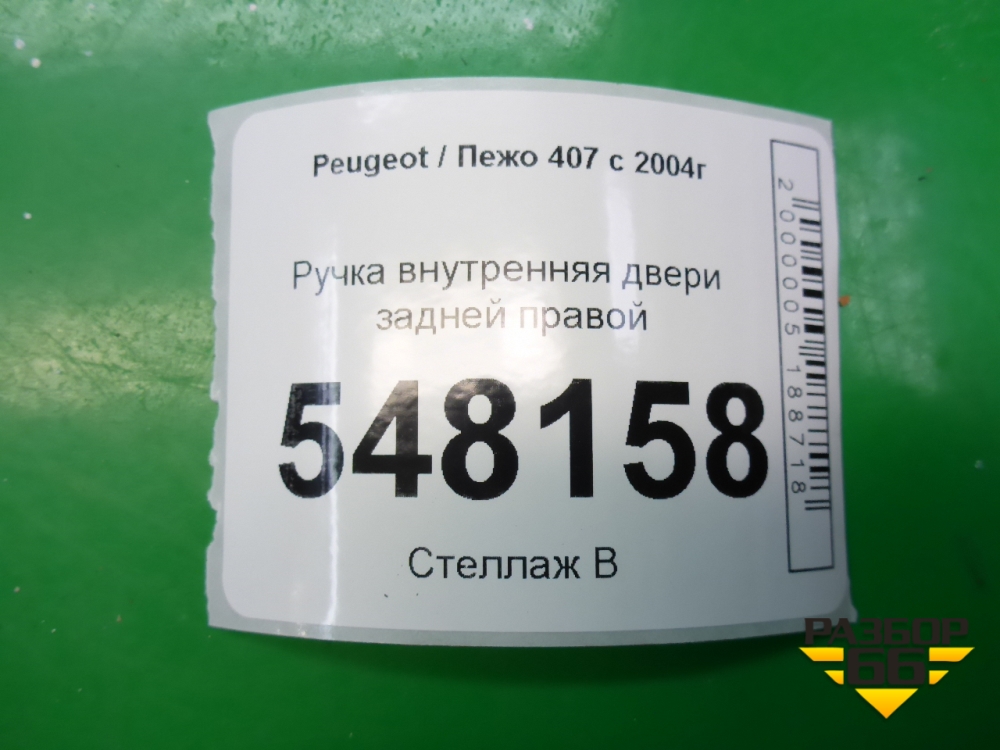 Peugeot / Пежо 407 с 2004г
Ручка внутренняя двери
задней правой
548158
Стеллаж В
2000005188718
РАЗБОР
66